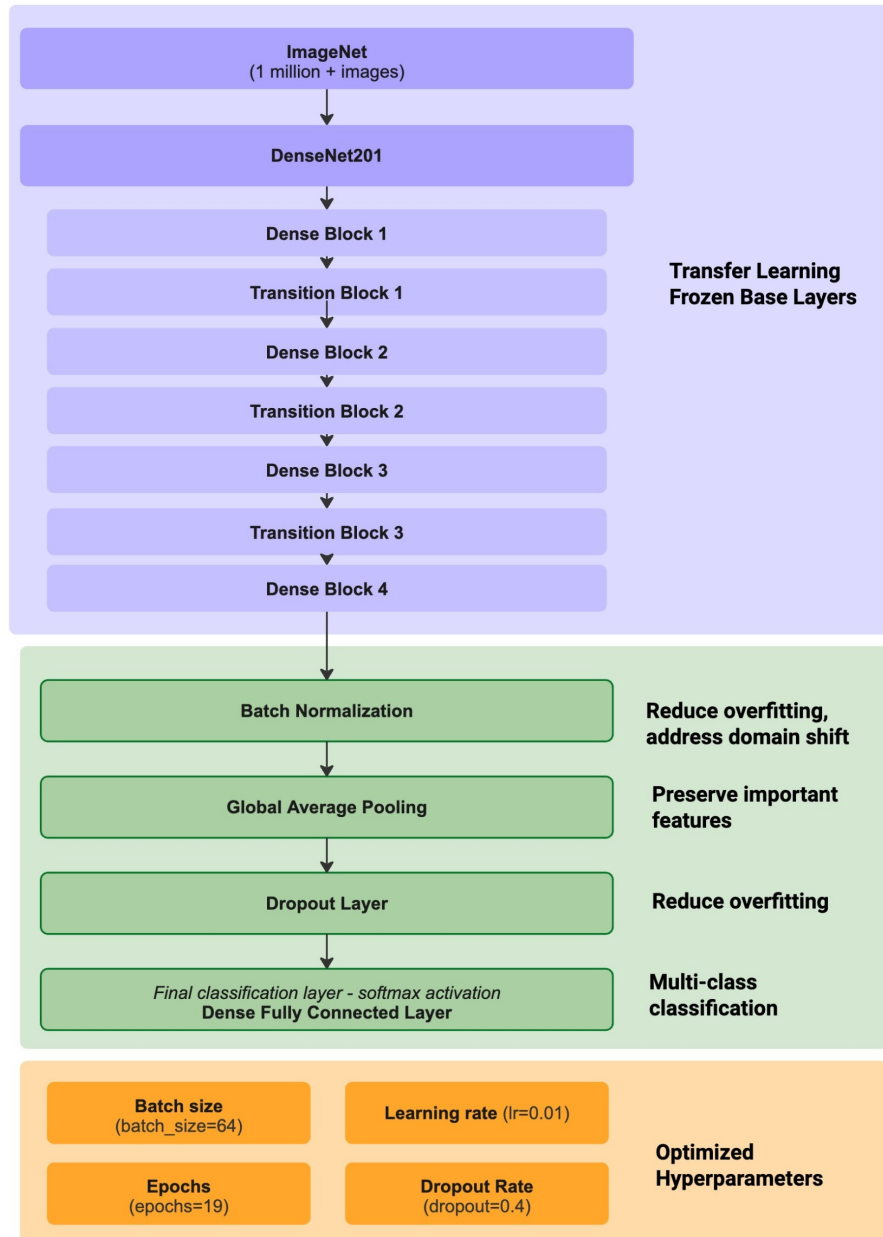 ImageNet
(1 million + images)
DenseNet201
Dense Block 1
Transition Block 1
Dense Block 2
Transition Block 2
Dense Block 3
Transition Block 3
Dense Block 4
Transfer Learning
Frozen Base Layers
Batch Normalization
Reduce overfitting,
address domain shift
Global Average Pooling
Preserve important
features
Dropout Layer
Reduce overfitting
Final classification layer - softmax activation
Dense Fully Connected Layer
Multi-class
classification
Batch size
(batch_size=64)
Learning rate (lr=0.01)
Epochs
(epochs=19)
Dropout Rate
(dropout=0.4)
Optimized
Hyperparameters